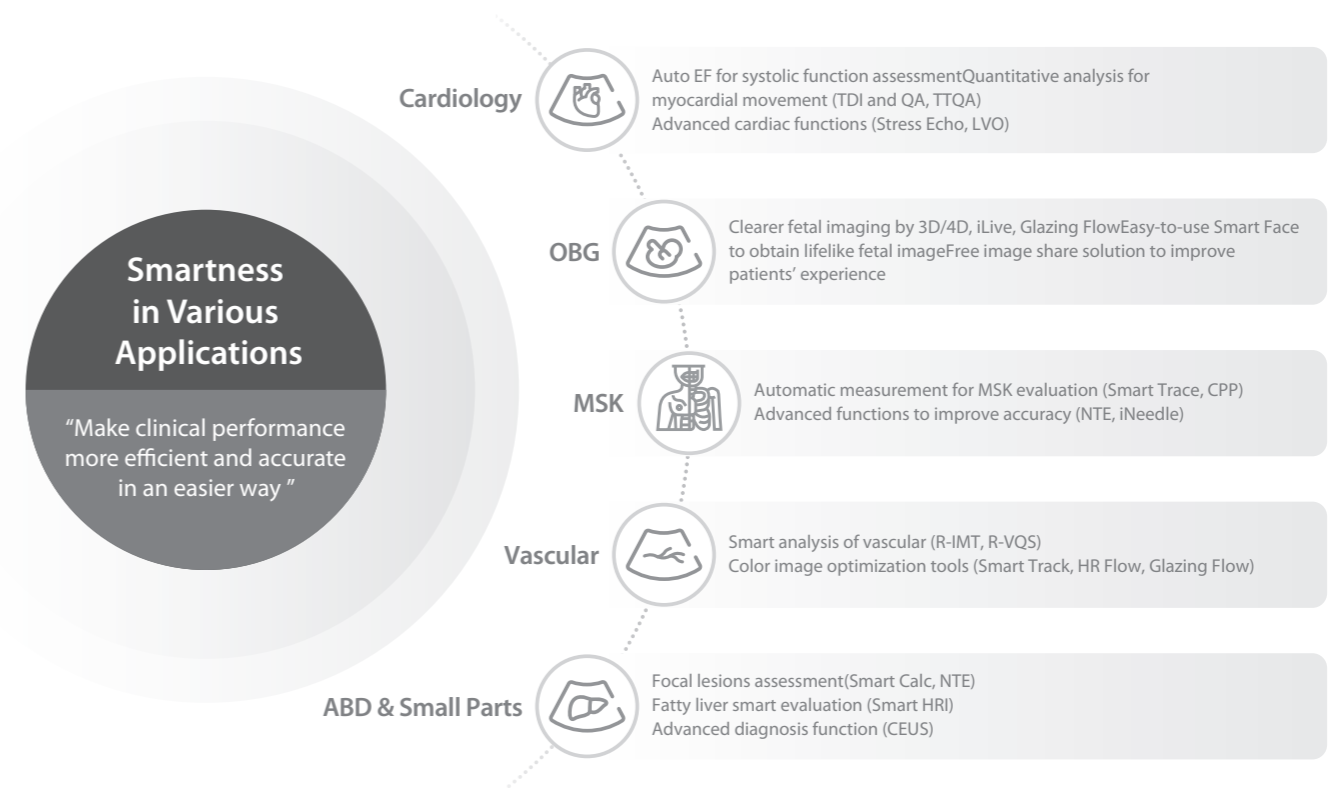 Smartness
in Various
Applications
“Make clinical performance
more efficient and accurate
in an easier way ”
Cardiology
Auto EF for systolic function assessmentQuantitative analysis for
myocardial movement (TDI and QA, TTQA)
Advanced cardiac functions (Stress Echo, LVO)
OBG
Clearer fetal imaging by 3D/4D, iLive, Glazing FlowEasy-to-use Smart Face
to obtain lifelike fetal imageFree image share solution to improve
patients’ experience
MSK
Automatic measurement for MSK evaluation (Smart Trace, CPP)
Advanced functions to improve accuracy (NTE, iNeedle)
Vascular
Smart analysis of vascular (R-IMT, R-VQS)
Color image optimization tools (Smart Track, HR Flow, Glazing Flow)
ABD & Small Parts
Focal lesions assessment(Smart Calc, NTE)
Fatty liver smart evaluation (Smart HRI)
Advanced diagnosis function (CEUS)